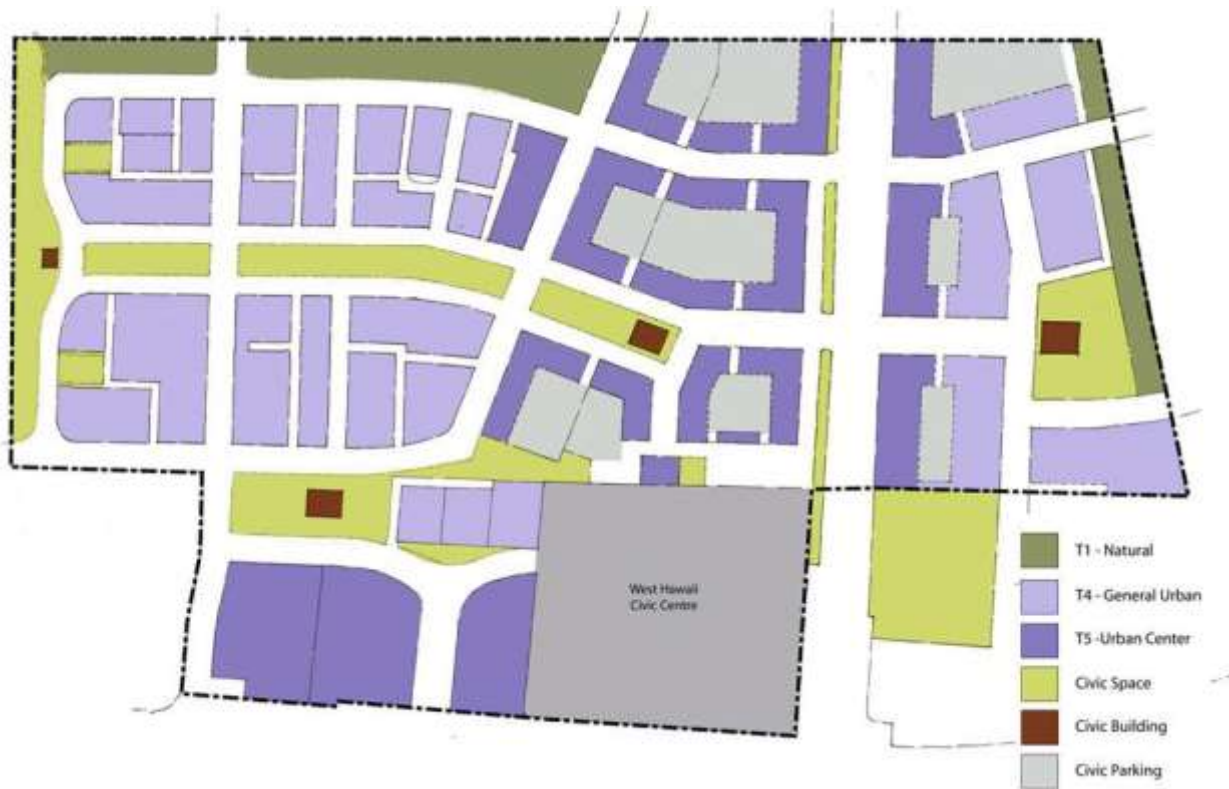 West Hawaii
Civic Centre
T1 - Natural
T4 - General Urban
T5 -Urban Center
Civic Space
Civic Building
Civic Parking